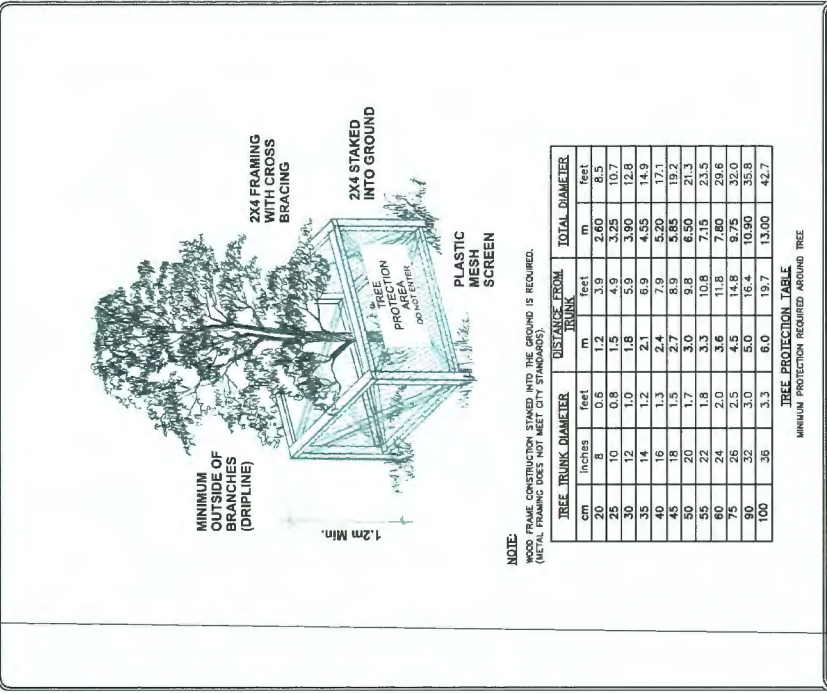 MINIMUM
OUTSIDE OF
BRANCHES
(DRIPLINE)
2X4 FRAMING
WITH CROSS
BRACING
2X4 STAKED
INTO GROUND
1.2m Min.
TREE
PROTECTION
AREA
DO NOT ENTER
PLASTIC
MESH
SCREEN
NOTE:
WOOD FRAME CONSTRUCTION STAKED INTO THE GROUND IS REQUIRED.
(METAL FRAMING DOES NOT MEET CITY STANDARDS).
TREE TRUNK DIAMETER DISTANCE FROM TRUNK TOTAL DIAMETER
cm inches feet m feet m feet
20 8 0.6 1.2 3.9 2.60 8.5
25 10 0.8 1.5 4.9 3.25 10.7
30 12 1.0 1.8 5.9 3.90 12.8
35 14 1.2 2.1 6.9 4.55 14.9
40 16 1.3 2.4 7.9 5.20 17.1
45 18 1.5 2.7 8.9 5.85 19.2
50 20 1.7 3.0 9.8 6.50 21.3
55 22 1.8 3.3 10.8 7.15 23.5
60 24 2.0 3.6 11.8 7.80 29.6
75 26 2.5 4.5 14.8 9.75 32.0
90 32 3.0 5.0 16.4 10.90 35.8
100 36 3.3 6.0 19.7 13.00 42.7
TREE PROTECTION TABLE
MINIMUM PROTECTION REQUIRED AROUND TREE